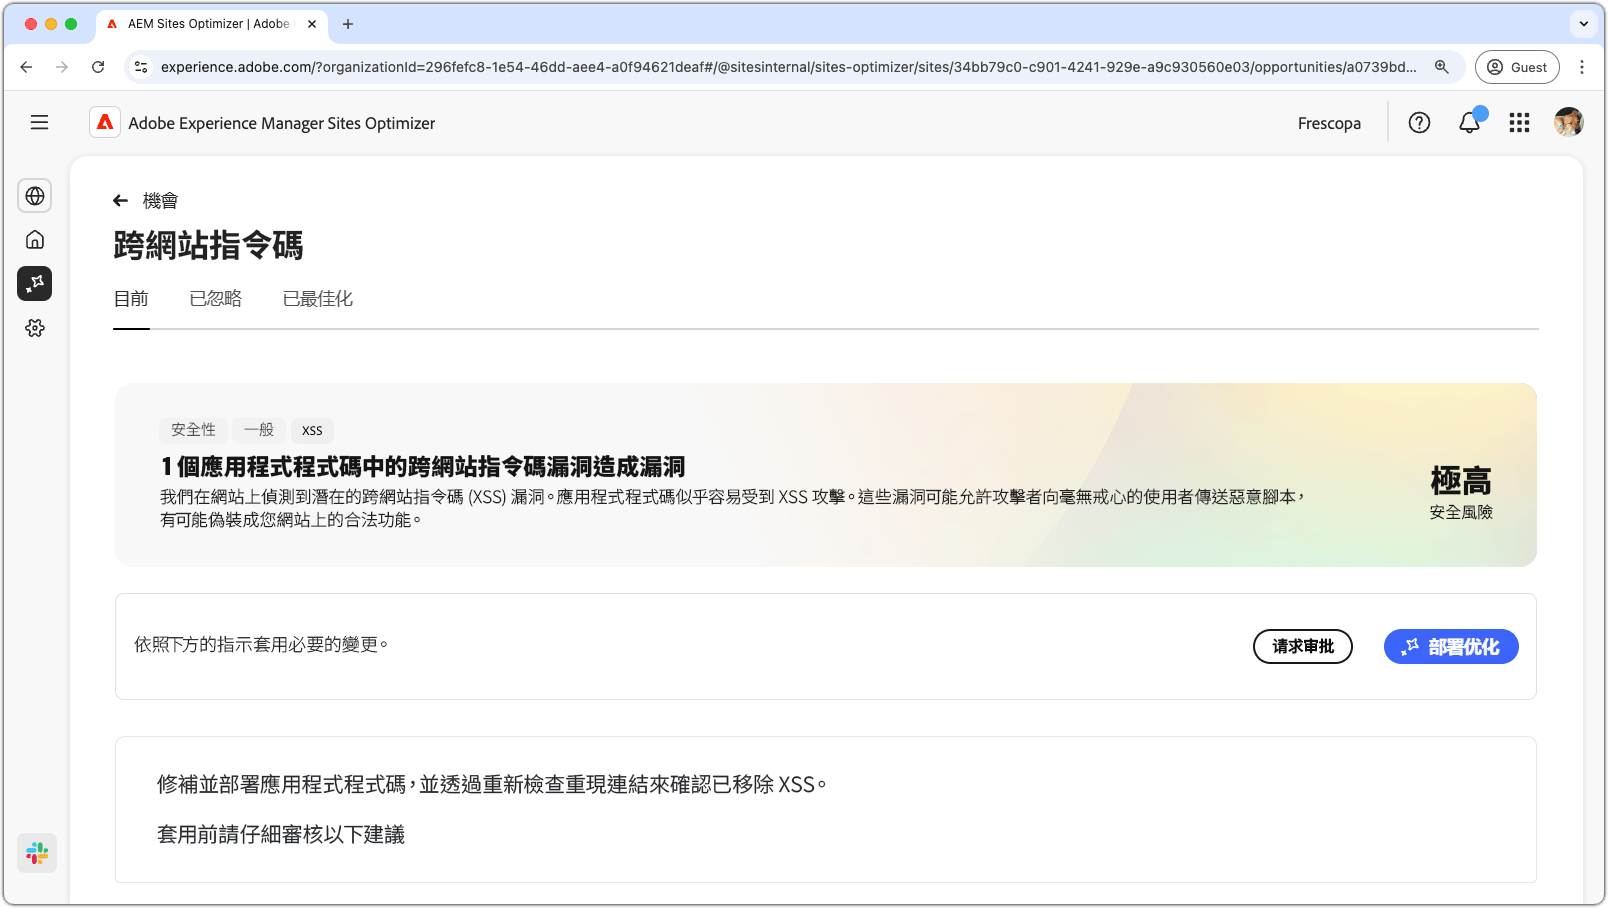 AEM Sites Optimizer | Adobe
experience.adobe.com/?organizationId=296fefc8-1e54-46dd-aee4-a0f94621deaf#/@sitesinternal/sites-optimizer/sites/34bb79c0-c901-4241-929e-a9c930560e03/opportunities/a0739bd...
Guest
Adobe Experience Manager Sites Optimizer
Frescopa
機會
跨網站指令碼
目前 已忽略 已最佳化
安全性 一般 XSS
1 個應用程式程式碼中的跨網站指令碼漏洞造成漏洞
我們在網站上偵測到潛在的跨網站指令碼 (XSS) 漏洞。應用程式程式碼似乎容易受到 XSS 攻擊。這些漏洞可能允許攻擊者向毫無戒心的使用者傳送惡意腳本，
有可能偽裝成您網站上的合法功能。
極高
安全風險
依照下方的指示套用必要的變更。
请求审批
部署优化
修補並部署應用程式程式碼，並透過重新檢查重現連結來確認已移除 XSS。
套用前請仔細審核以下建議